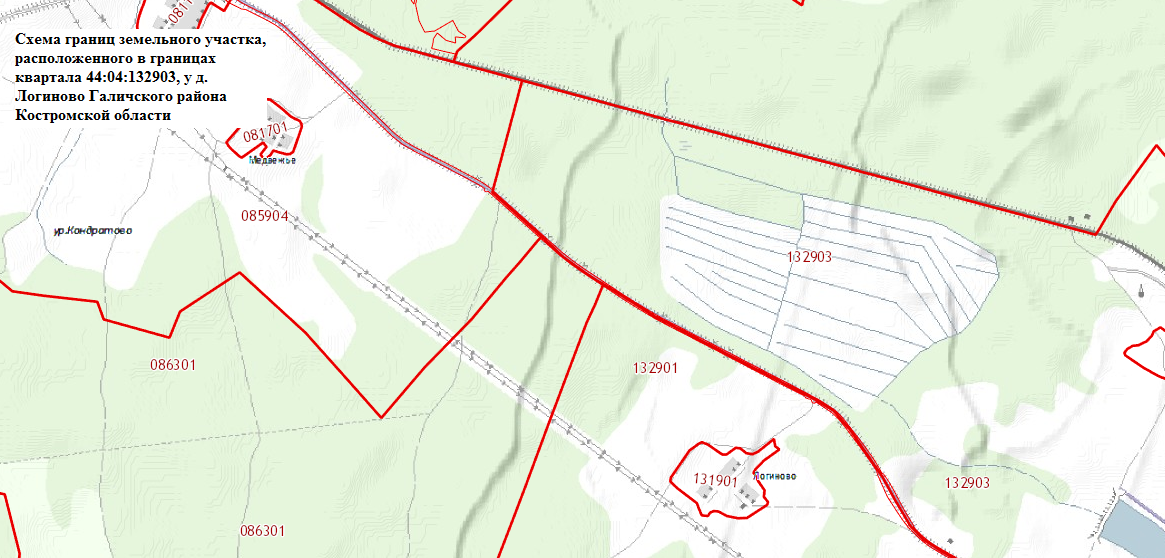 08171
Схема границ земельного участка,
расположенного в границах
квартала 44:04:132903, у д.
Логиново Галичского района
Костромской области
081701
Медвежье
085904
ур.Кондратово
132903
086301
132901
131901
Логиново
132903
086301